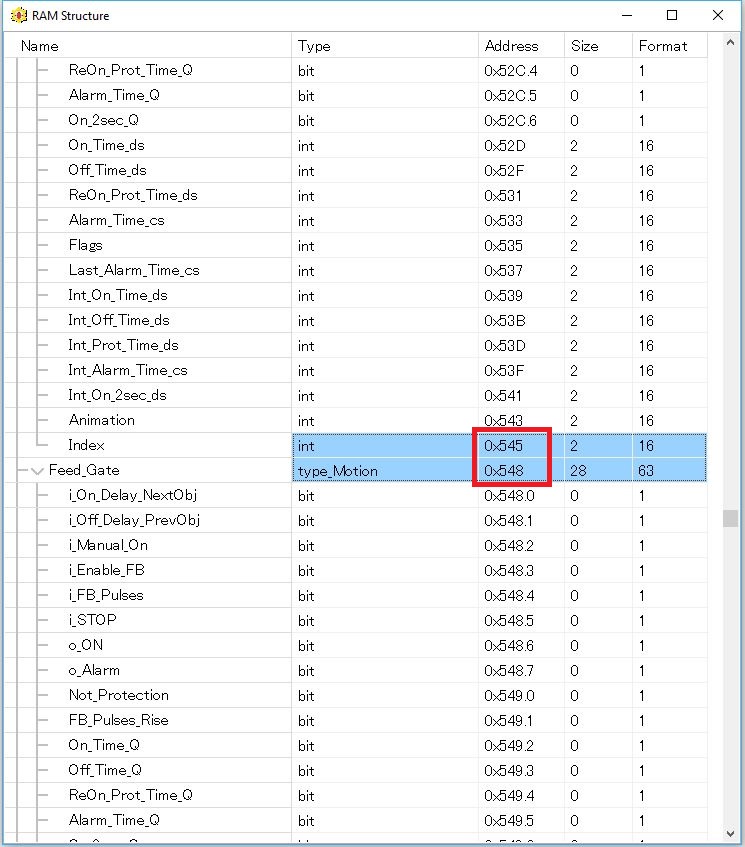 RAM Structure
Name Type Address Size Format
ReOn_Prot_Time_Q bit 0x52C.4 0 1
Alarm_Time_Q bit 0x52C.5 0 1
On_2sec_Q bit 0x52C.6 0 1
On_Time_ds int 0x52D 2 16
Off_Time_ds int 0x52F 2 16
ReOn_Prot_Time_ds int 0x531 2 16
Alarm_Time_cs int 0x533 2 16
Flags int 0x535 2 16
Last_Alarm_Time_cs int 0x537 2 16
Int_On_Time_ds int 0x539 2 16
Int_Off_Time_ds int 0x53B 2 16
Int_Prot_Time_ds int 0x53D 2 16
Int_Alarm_Time_cs int 0x53F 2 16
Int_On_2sec_ds int 0x541 2 16
Animation int 0x543 2 16
Index int 0x545 2 16
Feed_Gate type_Motion 0x548 28 63
i_On_Delay_NextObj bit 0x548.0 0 1
i_Off_Delay_PrevObj bit 0x548.1 0 1
i_Manual_On bit 0x548.2 0 1
i_Enable_FB bit 0x548.3 0 1
i_FB_Pulses bit 0x548.4 0 1
i_STOP bit 0x548.5 0 1
o_ON bit 0x548.6 0 1
o_Alarm bit 0x548.7 0 1
Not_Protection bit 0x549.0 0 1
FB_Pulses_Rise bit 0x549.1 0 1
On_Time_Q bit 0x549.2 0 1
Off_Time_Q bit 0x549.3 0 1
ReOn_Prot_Time_Q bit 0x549.4 0 1
Alarm_Time_Q bit 0x549.5 0 1